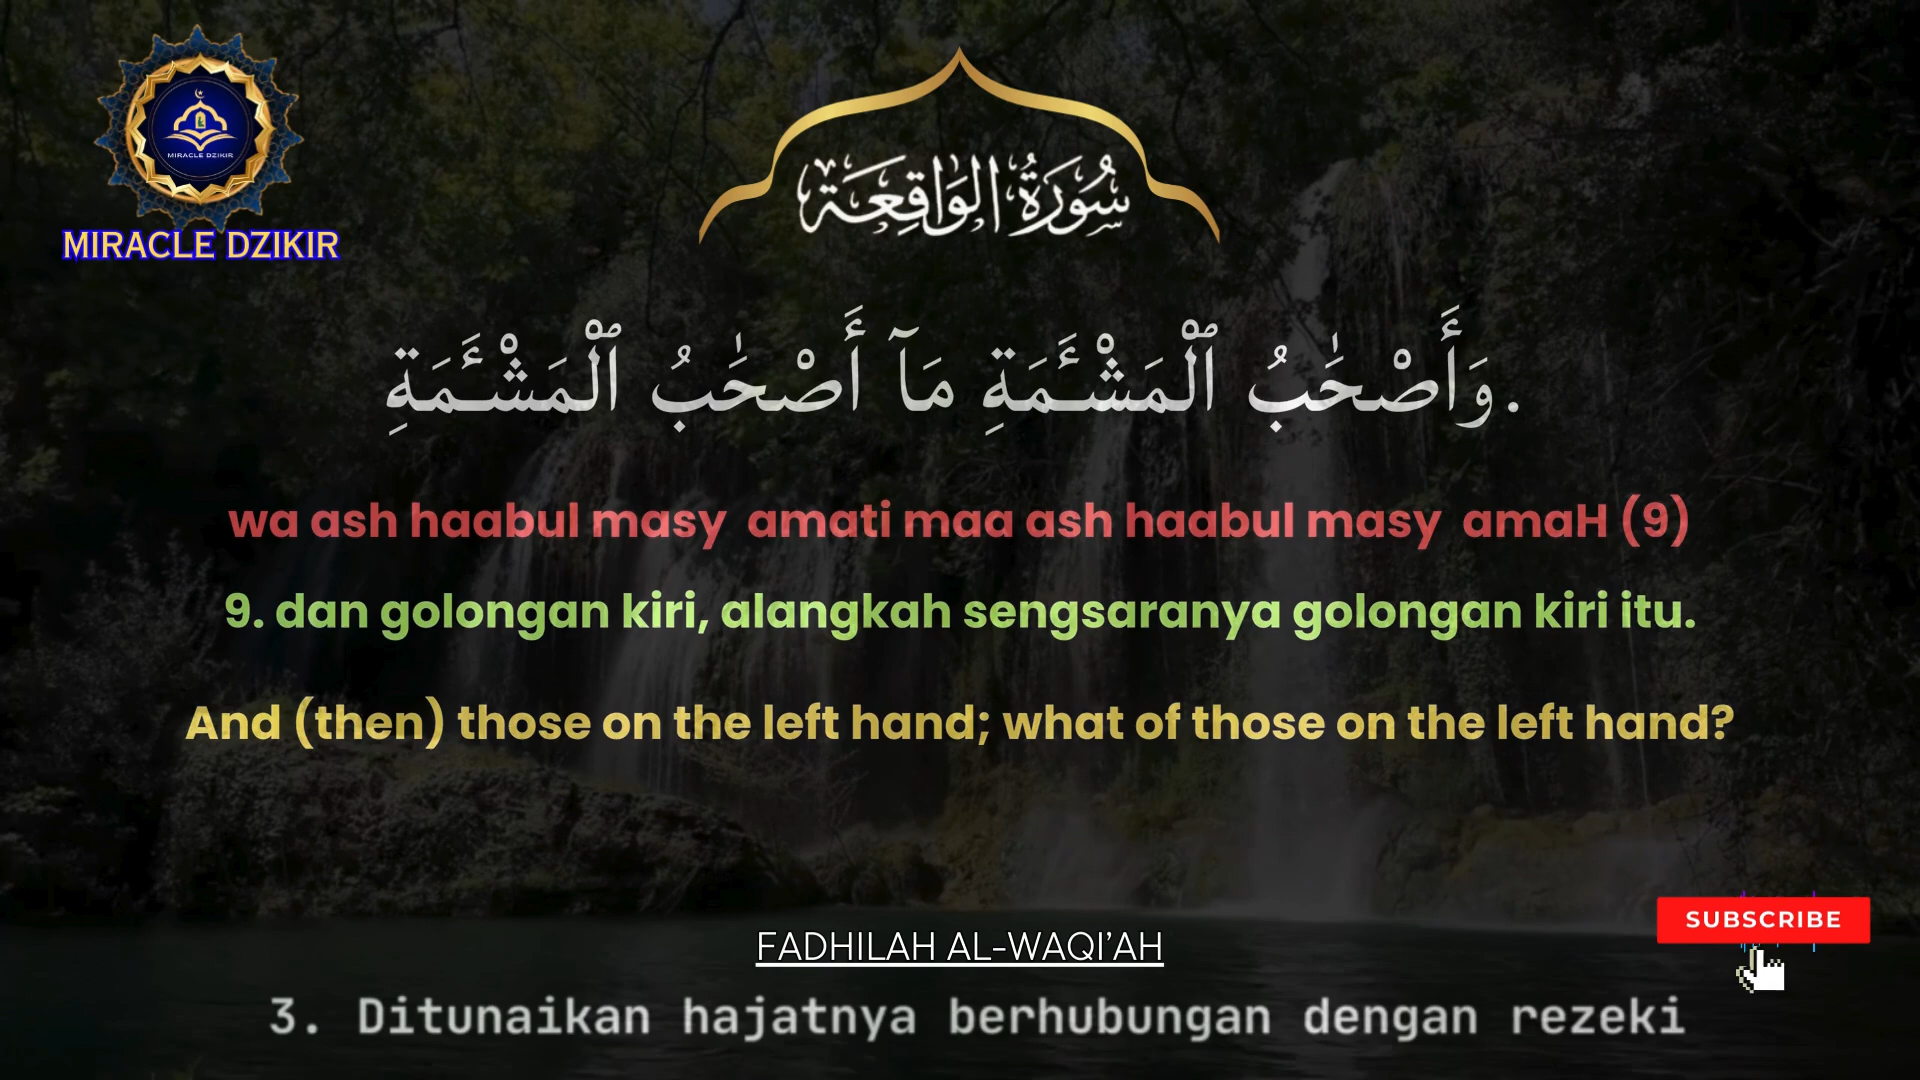 MIRACLE DZIKIR
MIRACLE DZIKIR
سُورَةُ الوَاقِعَة
وَأَصْحَٰبُ ٱلْمَشْـَٔمَةِ مَآ أَصْحَٰبُ ٱلْمَشْـَٔمَةِ.
wa ash haabul masy  amati maa ash haabul masy  amaH (9)
9. dan golongan kiri, alangkah sengsaranya golongan kiri itu.
And (then) those on the left hand; what of those on the left hand?
SUBSCRIBE
FADHILAH AL-WAQI'AH
3. Ditunaikan hajatnya berhubungan dengan rezeki